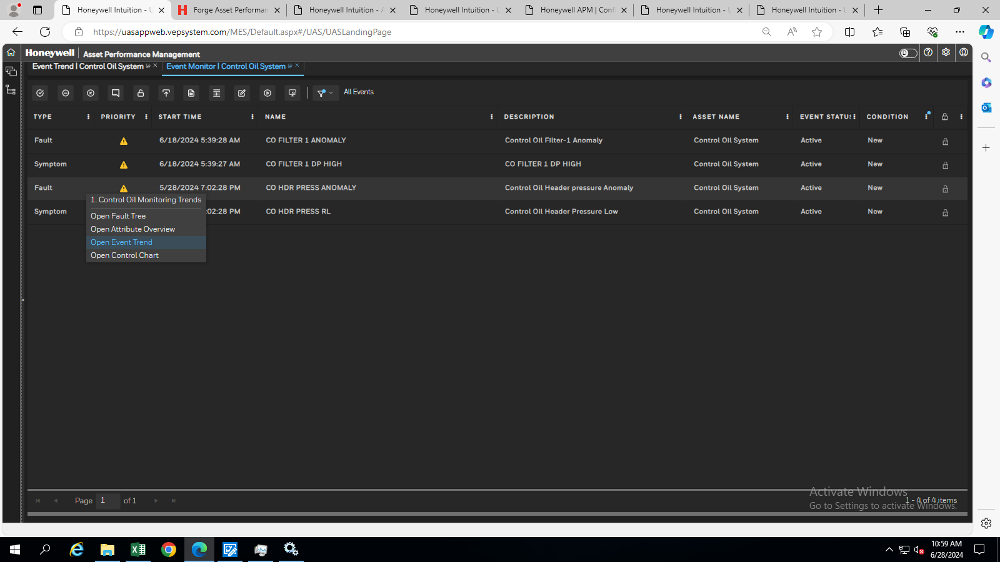 Honeywell Intuition - U
Forge Asset Performan
Honeywell Intuition - A
Honeywell Intuition - U
Honeywell APM | Confi
Honeywell Intuition - U
Honeywell Intuition - U
https://uasappweb.vepsystem.com/MES/Default.aspx#/UAS/UASLandingPage
Honeywell | Asset Performance Management
Event Trend | Control Oil System
Event Monitor | Control Oil System
All Events
TYPE PRIORITY START TIME NAME DESCRIPTION ASSET NAME EVENT STATUS CONDITION
Fault 6/18/2024 5:39:28 AM CO FILTER 1 ANOMALY Control Oil Filter-1 Anomaly Control Oil System Active New
Symptom 6/18/2024 5:39:27 AM CO FILTER 1 DP HIGH CO FILTER 1 DP HIGH Control Oil System Active New
Fault 5/28/2024 7:02:28 PM CO HDR PRESS ANOMALY Control Oil Header pressure Anomaly Control Oil System Active New
Symptom :02:28 PM CO HDR PRESS RL Control Oil Header Pressure Low Control Oil System Active New
1. Control Oil Monitoring Trends
Open Fault Tree
Open Attribute Overview
Open Event Trend
Open Control Chart
Page 1 of 1
1 - 4 of 4 items
Activate Windows
Go to Settings to activate Windows.
10:59 AM
6/28/2024